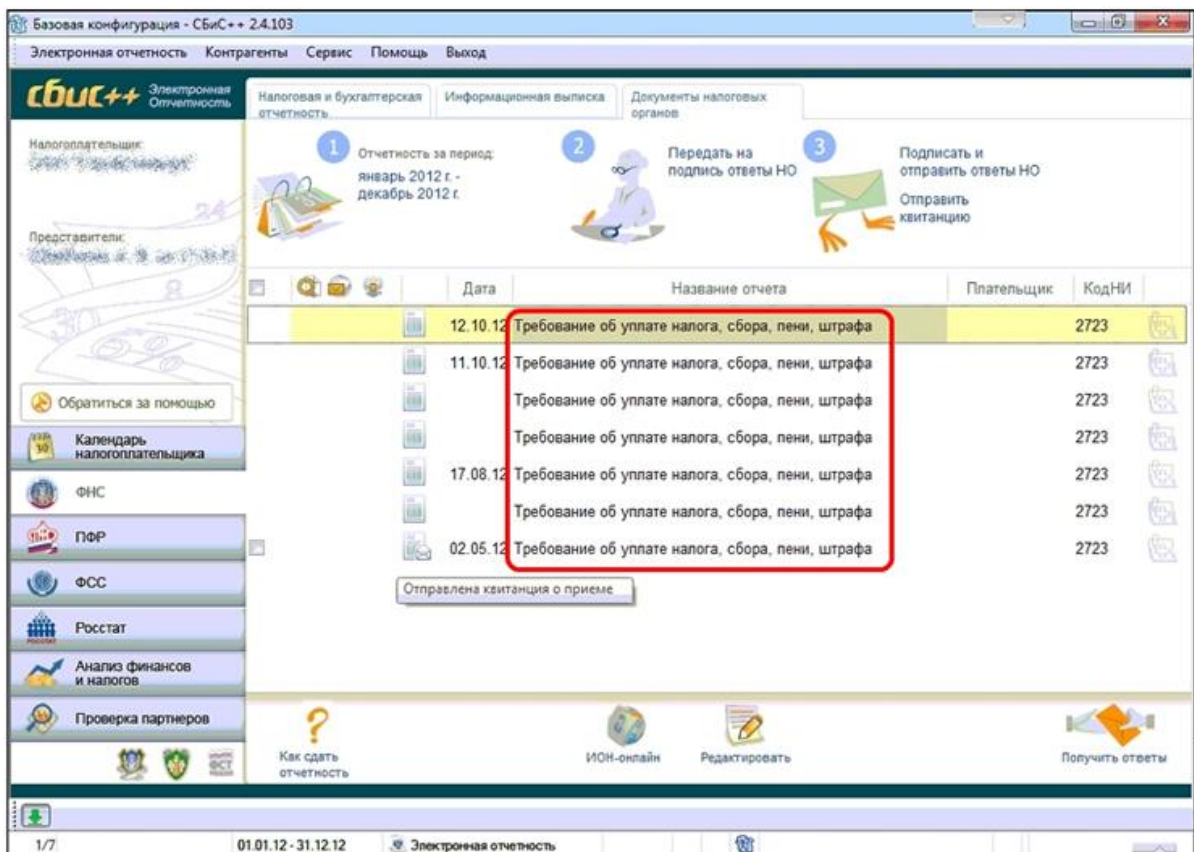 Базовая конфигурация - СБиС++ 2.4.103
Электронная отчетность Контрагенты Сервис Помощь Выход
сбис++ Электронная
Отчетность
Налоговая и бухгалтерская
отчетность
Информационная выписка
Документы налоговых
органов
Налогоплательщик:
Представители:
24
8
30
1
Отчетность за период:
январь 2012 г. -
декабрь 2012 г.
2
Передать на
подпись ответы НО
3
Подписать и
отправить ответы НО
Отправить
квитанцию
Дата Название отчета Плательщик КодНИ
12.10.12 Требование об уплате налога, сбора, пени, штрафа 2723
11.10.12 Требование об уплате налога, сбора, пени, штрафа 2723
Требование об уплате налога, сбора, пени, штрафа 2723
Требование об уплате налога, сбора, пени, штрафа 2723
17.08.12 Требование об уплате налога, сбора, пени, штрафа 2723
Требование об уплате налога, сбора, пени, штрафа 2723
02.05.12 Требование об уплате налога, сбора, пени, штрафа 2723
Отправлена квитанция о приеме
Обратиться за помощью
Календарь
налогоплательщика
ФНС
ПФР
ФСС
Росстат
Анализ финансов
и налогов
Проверка партнеров
ФСТ
Как сдать
отчетность
ИОН-онлайн
Редактировать
Получить ответы
1/7 01.01.12 - 31.12.12 Электронная отчетность